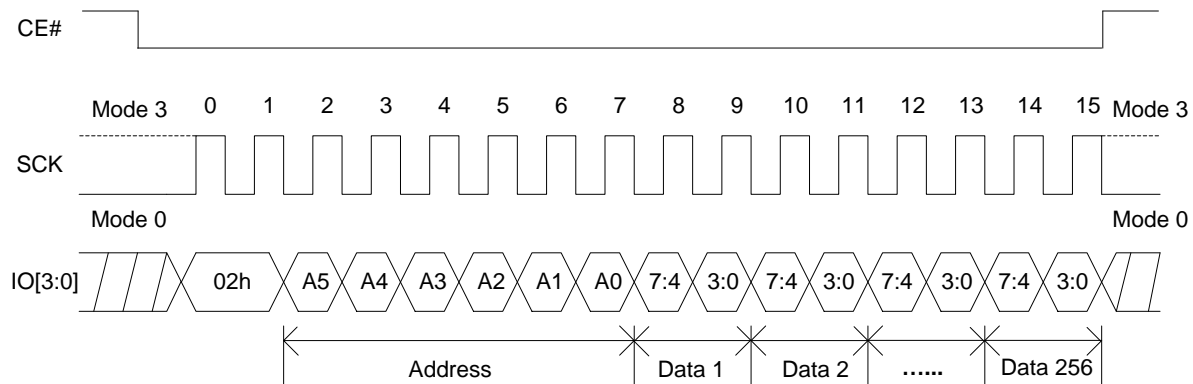 CE#
Mode 3 0 1 2 3 4 5 6 7 8 9 10 11 12 13 14 15 Mode 3
SCK
Mode 0 Mode 0
IO[3:0] 02h A5 A4 A3 A2 A1 A0 7:4 3:0 7:4 3:0 7:4 3:0 7:4 3:0
Address Data 1 Data 2 …... Data 256